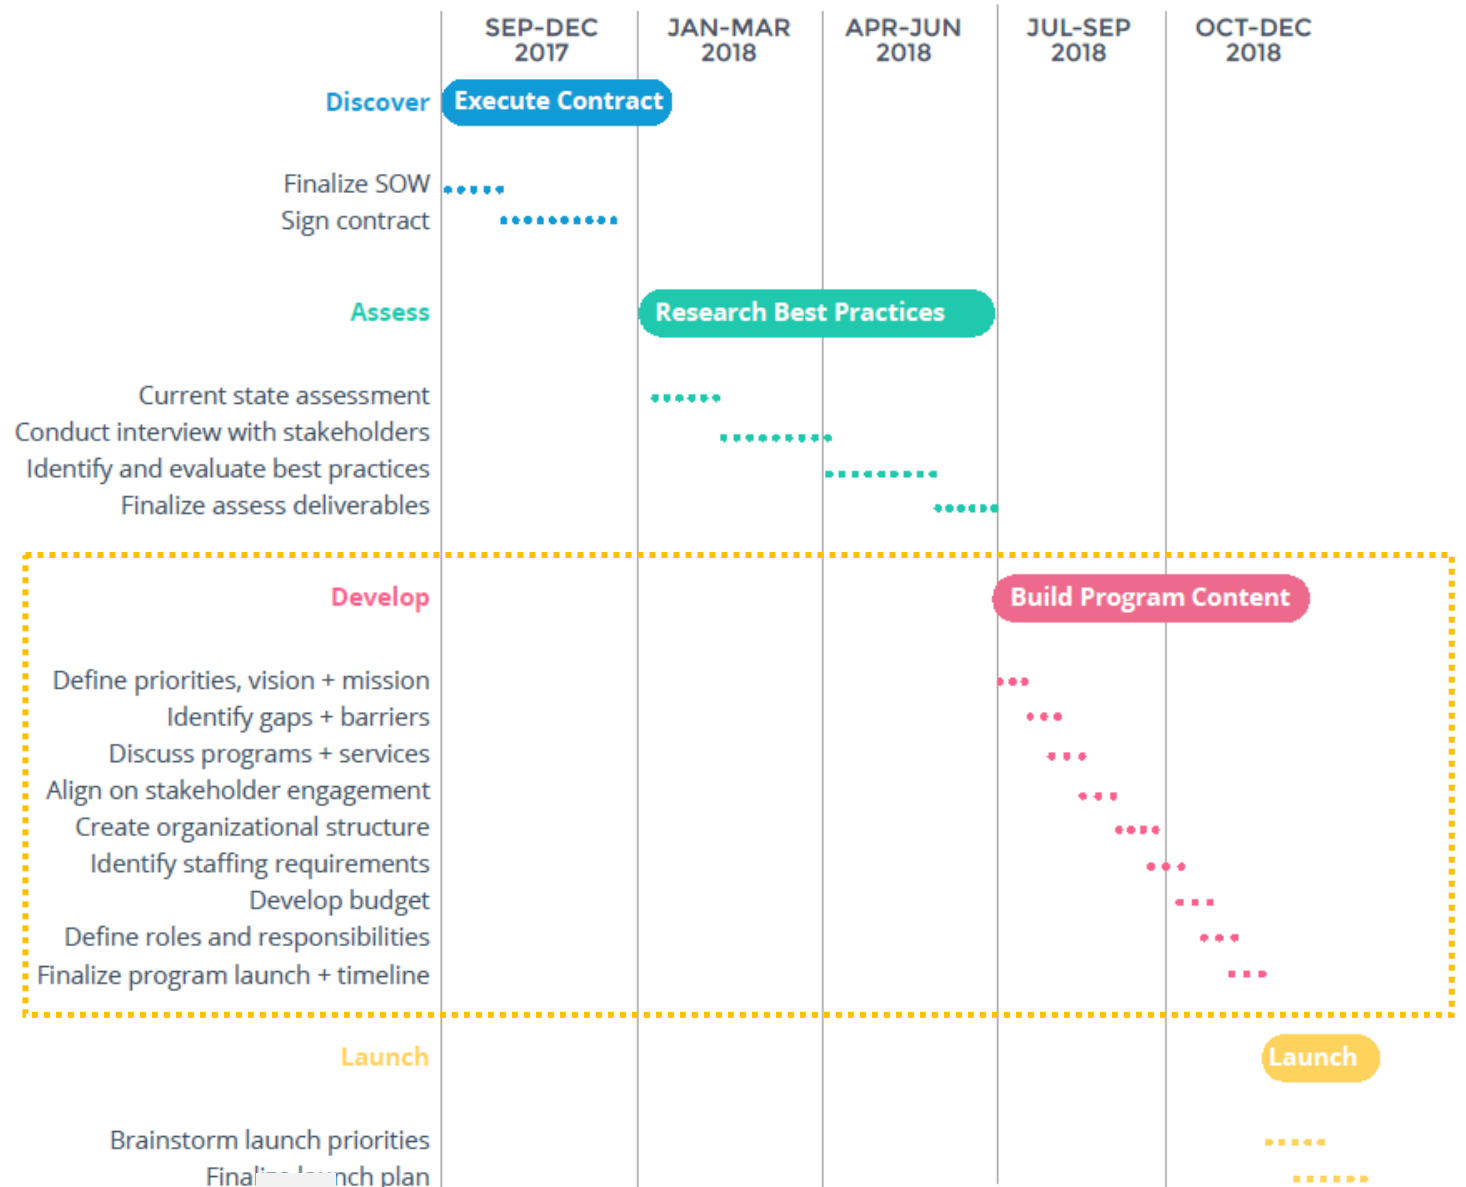 SEP-DEC 2017
JAN-MAR 2018
APR-JUN 2018
JUL-SEP 2018
OCT-DEC 2018
Discover
Execute Contract
Finalize SOW
Sign contract
Assess
Research Best Practices
Current state assessment
Conduct interview with stakeholders
Identify and evaluate best practices
Finalize assess deliverables
Develop
Build Program Content
Define priorities, vision + mission
Identify gaps + barriers
Discuss programs + services
Align on stakeholder engagement
Create organizational structure
Identify staffing requirements
Develop budget
Define roles and responsibilities
Finalize program launch + timeline
Launch
Launch
Brainstorm launch priorities
Finalize launch plan